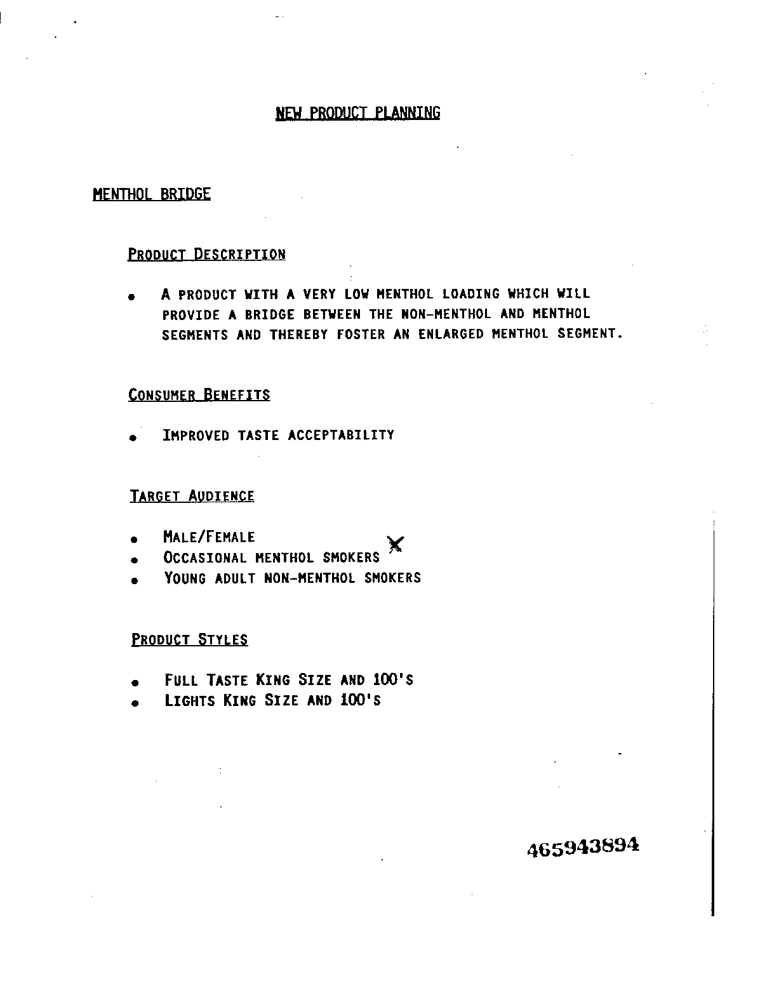 NEW PRODUCT PLANNING
MENTHOL BRIDGE
PRODUCT DESCRIPTION
• A PRODUCT WITH A VERY LOW MENTHOL LOADING WHICH WILL
PROVIDE A BRIDGE BETWEEN THE NON-MENTHOL AND MENTHOL
SEGMENTS AND THEREBY FOSTER AN ENLARGED MENTHOL SEGMENT.
CONSUMER BENEFITS
• IMPROVED TASTE ACCEPTABILITY
TARGET AUDIENCE
• MALE/FEMALE
• OCCASIONAL MENTHOL SMOKERS X
• YOUNG ADULT NON-MENTHOL SMOKERS
PRODUCT STYLES
• FULL TASTE KING SIZE AND 100'S
• LIGHTS KING SIZE AND 100'S
465943894